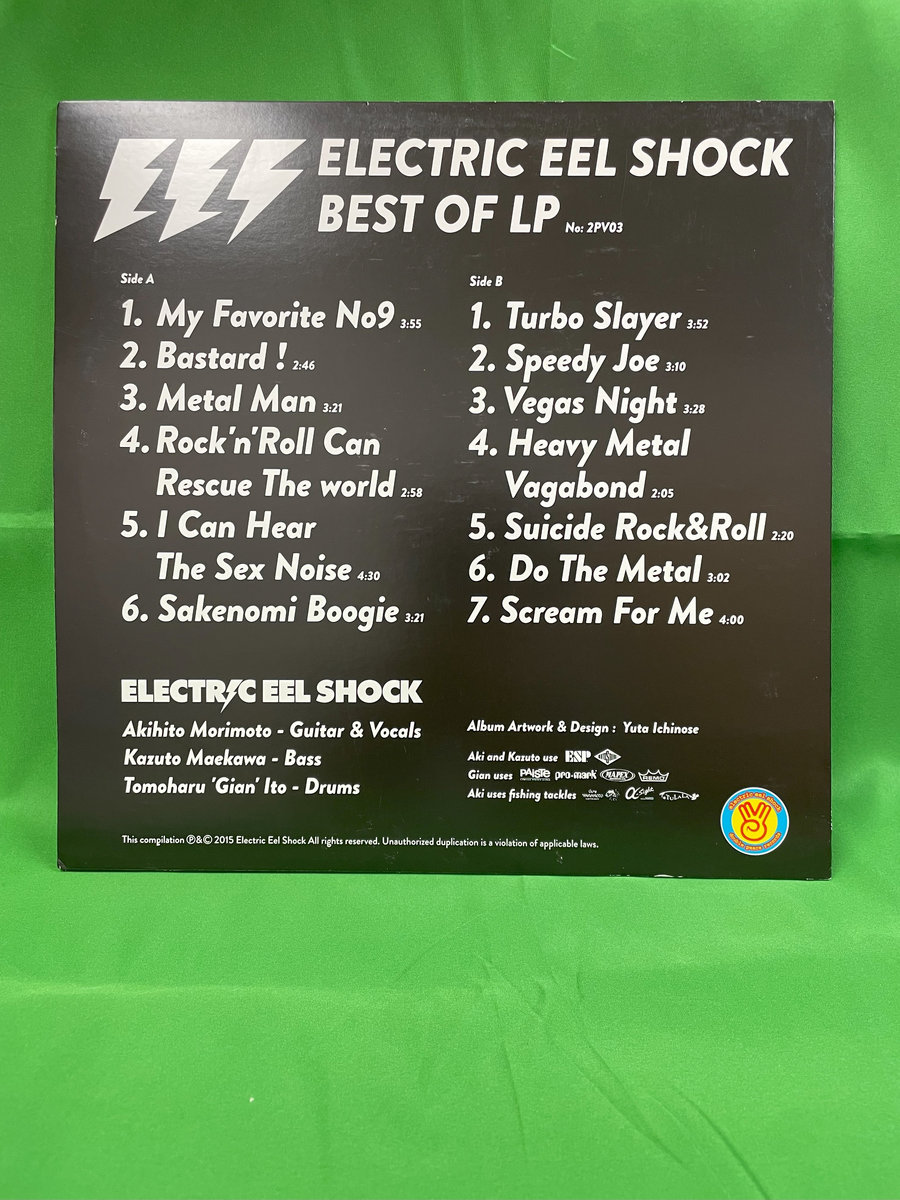 EES ELECTRIC EEL SHOCK
BEST OF LP No: 2PV03
Side A
1. My Favorite No9 3:55
2. Bastard ! 2:46
3. Metal Man 3:21
4. Rock'n'Roll Can
Rescue The world 2:58
5. I Can Hear
The Sex Noise 4:30
6. Sakenomi Boogie 3:21
Side B
1. Turbo Slayer 3:52
2. Speedy Joe 3:10
3. Vegas Night 3:28
4. Heavy Metal
Vagabond 2:05
5. Suicide Rock&Roll 2:20
6. Do The Metal 3:02
7. Scream For Me 4:00
ELECTRIC EEL SHOCK
Akihito Morimoto - Guitar & Vocals
Kazuto Maekawa - Bass
Tomoharu 'Gian' Ito - Drums
Album Artwork & Design : Yuta Ichinose
Aki and Kazuto use ESP
Gian uses PAISTE pro-mark MAPEX REMO
Aki uses fishing tackles
electric eel shock
This compilation ℗&© 2015 Electric Eel Shock All rights reserved. Unauthorized duplication is a violation of applicable laws.